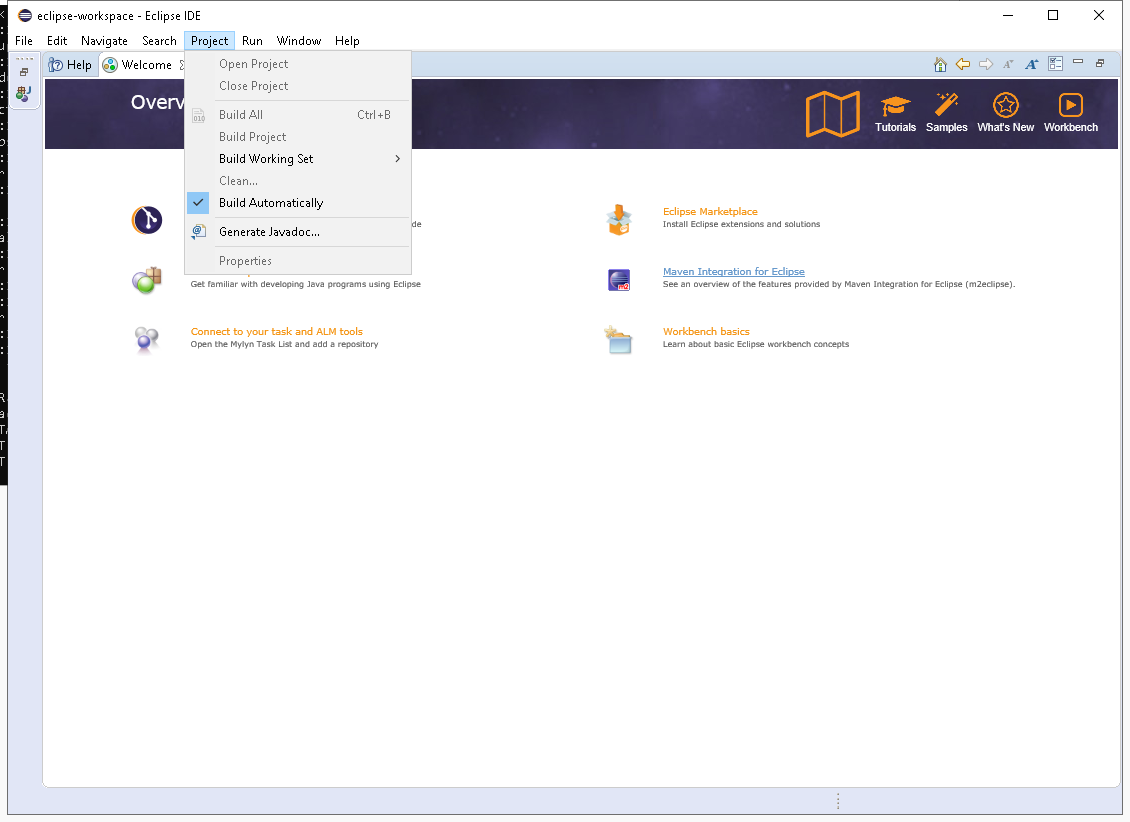 eclipse-workspace - Eclipse IDE
File Edit Navigate Search Project Run Window Help
Help Welcome
Open Project
Close Project
Build All Ctrl+B
Build Project
Build Working Set
Clean...
Build Automatically
Generate Javadoc...
Properties
Overv
Tutorials Samples What's New Workbench
de
Get familiar with developing Java programs using Eclipse
Connect to your task and ALM tools
Open the Mylyn Task List and add a repository
Eclipse Marketplace
Install Eclipse extensions and solutions
Maven Integration for Eclipse
See an overview of the features provided by Maven Integration for Eclipse (m2eclipse).
Workbench basics
Learn about basic Eclipse workbench concepts